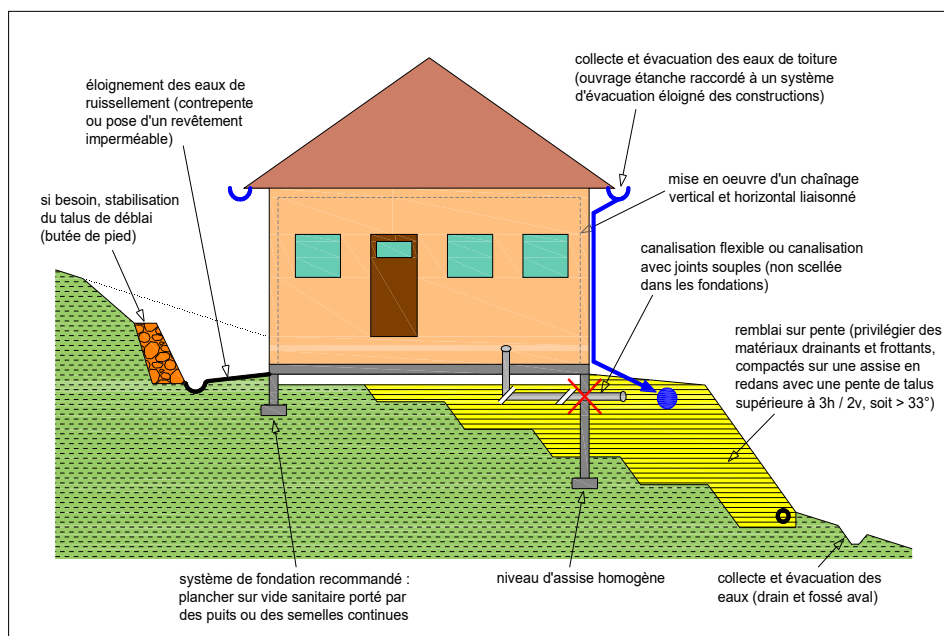 collecte et évacuation des eaux de toiture
(ouvrage étanche raccordé à un système
d'évacuation éloigné des constructions)
éloignement des eaux de
ruissellement (contrepente
ou pose d'un revêtement
imperméable)
mise en oeuvre d'un chaînage
vertical et horizontal liaisonné
si besoin, stabilisation
du talus de déblai
(butée de pied)
canalisation flexible ou canalisation
avec joints souples (non scellée
dans les fondations)
remblai sur pente (privilégier des
matériaux drainants et frottants,
compactés sur une assise en
redans avec une pente de talus
supérieure à 3h / 2v, soit > 33°)
système de fondation recommandé :
plancher sur vide sanitaire porté par
des puits ou des semelles continues
niveau d'assise homogène
collecte et évacuation des
eaux (drain et fossé aval)